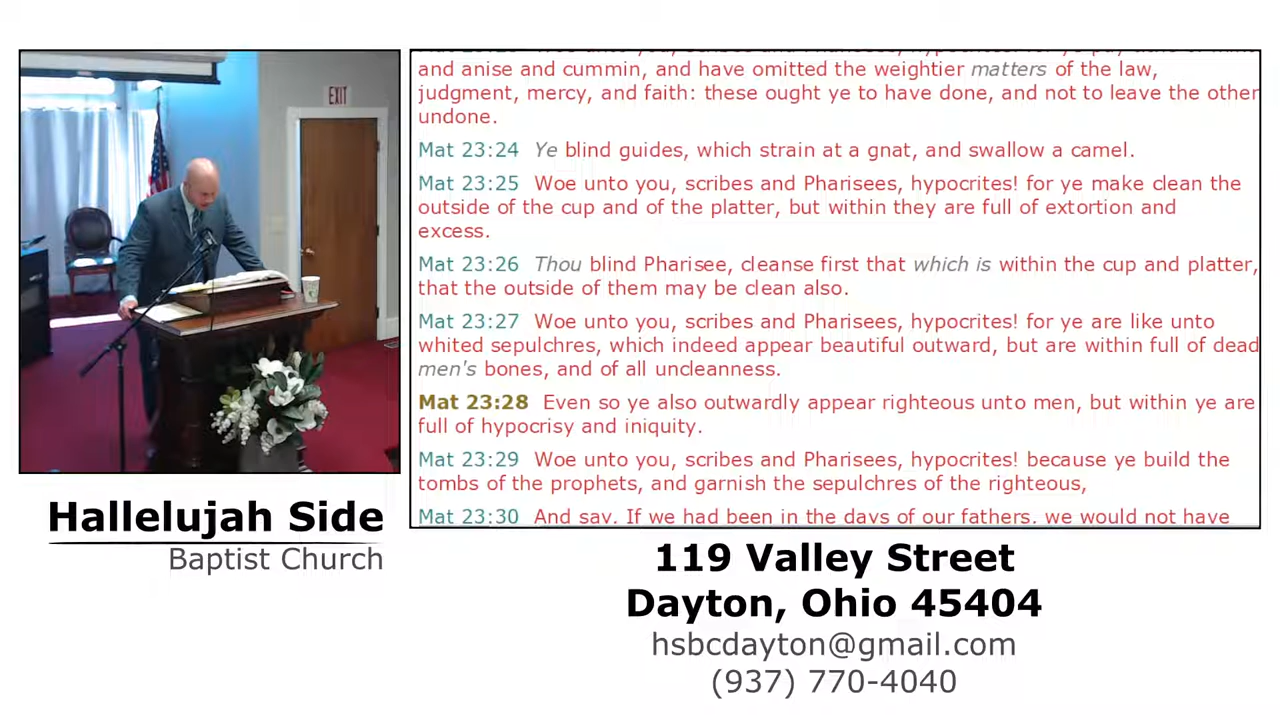 EXIT
and anise and cummin, and have omitted the weightier matters of the law,
judgment, mercy, and faith: these ought ye to have done, and not to leave the other
undone.
Mat 23:24 Ye blind guides, which strain at a gnat, and swallow a camel.
Mat 23:25 Woe unto you, scribes and Pharisees, hypocrites! for ye make clean the
outside of the cup and of the platter, but within they are full of extortion and
excess.
Mat 23:26 Thou blind Pharisee, cleanse first that which is within the cup and platter,
that the outside of them may be clean also.
Mat 23:27 Woe unto you, scribes and Pharisees, hypocrites! for ye are like unto
whited sepulchres, which indeed appear beautiful outward, but are within full of dead
men's bones, and of all uncleanness.
Mat 23:28 Even so ye also outwardly appear righteous unto men, but within ye are
full of hypocrisy and iniquity.
Mat 23:29 Woe unto you, scribes and Pharisees, hypocrites! because ye build the
tombs of the prophets, and garnish the sepulchres of the righteous,
Mat 23:30 And say, If we had been in the days of our fathers, we would not have
Hallelujah Side
Baptist Church
119 Valley Street
Dayton, Ohio 45404
hsbcdayton@gmail.com
(937) 770-4040